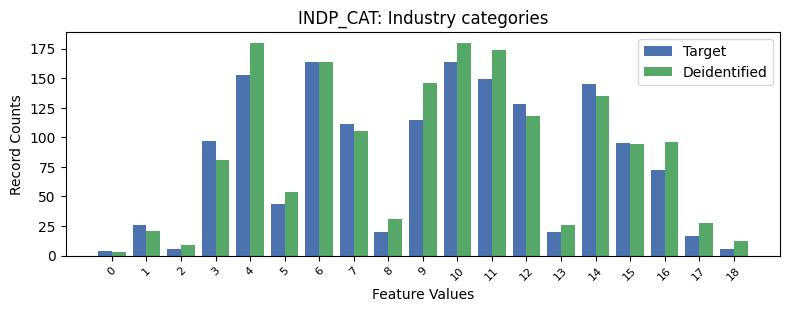 INDP_CAT: Industry categories
Target
Deidentified
Record Counts
175
150
125
100
75
50
25
0
0 1 2 3 4 5 6 7 8 9 10 11 12 13 14 15 16 17 18
Feature Values